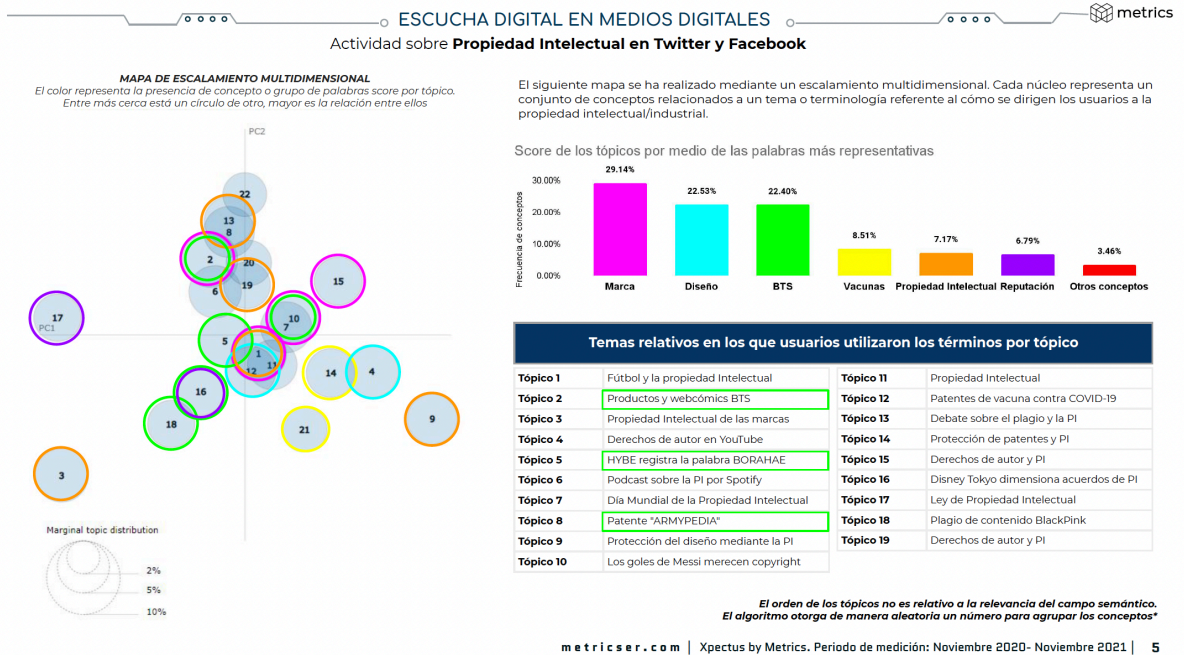 ESCUCHA DIGITAL EN MEDIOS DIGITALES
metrics
Actividad sobre Propiedad Intelectual en Twitter y Facebook
MAPA DE ESCALAMIENTO MULTIDIMENSIONAL
El color representa la presencia de concepto o grupo de palabras score por tópico.
Entre más cerca está un círculo de otro, mayor es la relación entre ellos
PC2
22
13
8
2
20
6
19
15
17
PC1
10
7
5
1
12
11
14
4
16
18
21
9
3
Marginal topic distribution
2%
5%
10%
El siguiente mapa se ha realizado mediante un escalamiento multidimensional. Cada núcleo representa un
conjunto de conceptos relacionados a un tema o terminología referente al cómo se dirigen los usuarios a la
propiedad intelectual/industrial.
Score de los tópicos por medio de las palabras más representativas
Frecuencia de conceptos
30.00%
20.00%
10.00%
0.00%
29.14%
22.53%
22.40%
8.51%
7.17%
6.79%
3.46%
Marca
Diseño
BTS
Vacunas
Propiedad Intelectual
Reputación
Otros conceptos
Temas relativos en los que usuarios utilizaron los términos por tópico
Tópico 1 Fútbol y la propiedad Intelectual
Tópico 2 Productos y webcómics BTS
Tópico 3 Propiedad Intelectual de las marcas
Tópico 4 Derechos de autor en YouTube
Tópico 5 HYBE registra la palabra BORAHAE
Tópico 6 Podcast sobre la PI por Spotify
Tópico 7 Día Mundial de la Propiedad Intelectual
Tópico 8 Patente "ARMYPEDIA"
Tópico 9 Protección del diseño mediante la PI
Tópico 10 Los goles de Messi merecen copyright
Tópico 11 Propiedad Intelectual
Tópico 12 Patentes de vacuna contra COVID-19
Tópico 13 Debate sobre el plagio y la PI
Tópico 14 Protección de patentes y PI
Tópico 15 Derechos de autor y PI
Tópico 16 Disney Tokyo dimensiona acuerdos de PI
Tópico 17 Ley de Propiedad Intelectual
Tópico 18 Plagio de contenido BlackPink
Tópico 19 Derechos de autor y PI
El orden de los tópicos no es relativo a la relevancia del campo semántico.
El algoritmo otorga de manera aleatoria un número para agrupar los conceptos*
metricser.com | Xpectus by Metrics. Periodo de medición: Noviembre 2020- Noviembre 2021 | 5